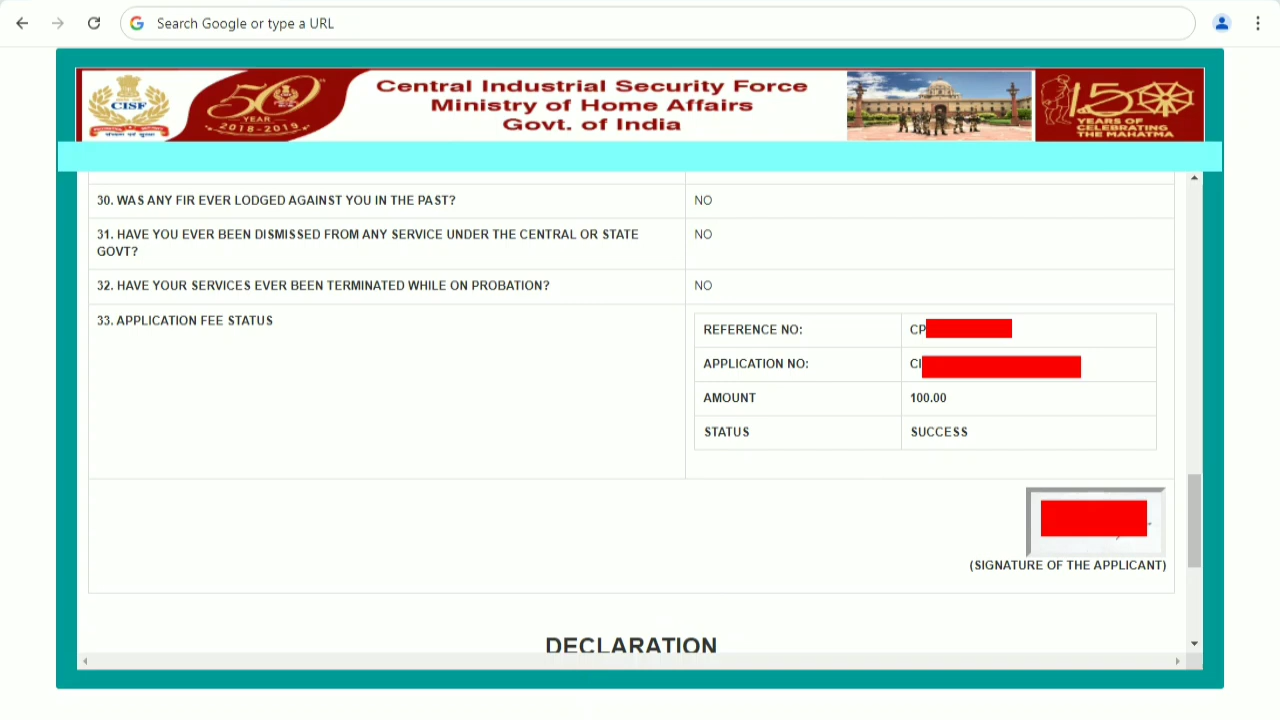 Search Google or type a URL
CISF
50
YEAR
2018-2019
Central Industrial Security Force
Ministry of Home Affairs
Govt. of India
150
YEARS OF
CELEBRATING
THE MAHATMA
30. WAS ANY FIR EVER LODGED AGAINST YOU IN THE PAST?
NO
31. HAVE YOU EVER BEEN DISMISSED FROM ANY SERVICE UNDER THE CENTRAL OR STATE
GOVT?
NO
32. HAVE YOUR SERVICES EVER BEEN TERMINATED WHILE ON PROBATION?
NO
33. APPLICATION FEE STATUS
REFERENCE NO:
CP
APPLICATION NO:
CI
AMOUNT
100.00
STATUS
SUCCESS
(SIGNATURE OF THE APPLICANT)
DECLARATION